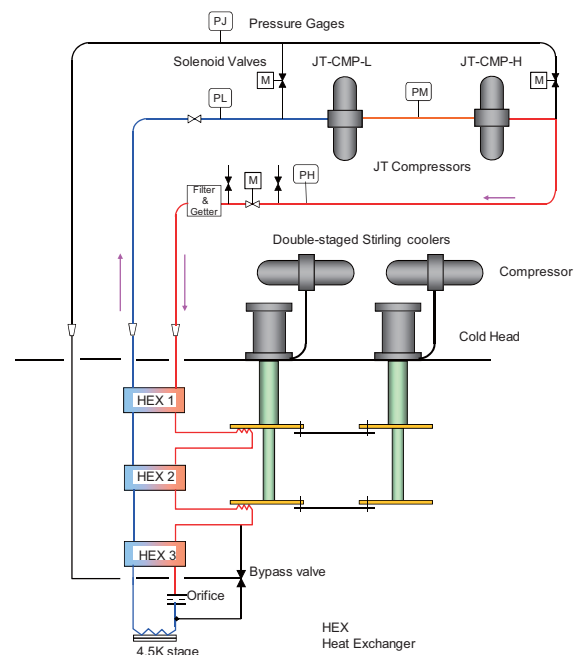 PJ
Pressure Gages
Solenoid Valves
JT-CMP-L
JT-CMP-H
M
M
PL
PM
JT Compressors
Filter
&
Getter
M
PH
Double-staged Stirling coolers
Compressor
Cold Head
HEX 1
HEX 2
HEX 3
Bypass valve
Orifice
4.5K stage
HEX
Heat Exchanger